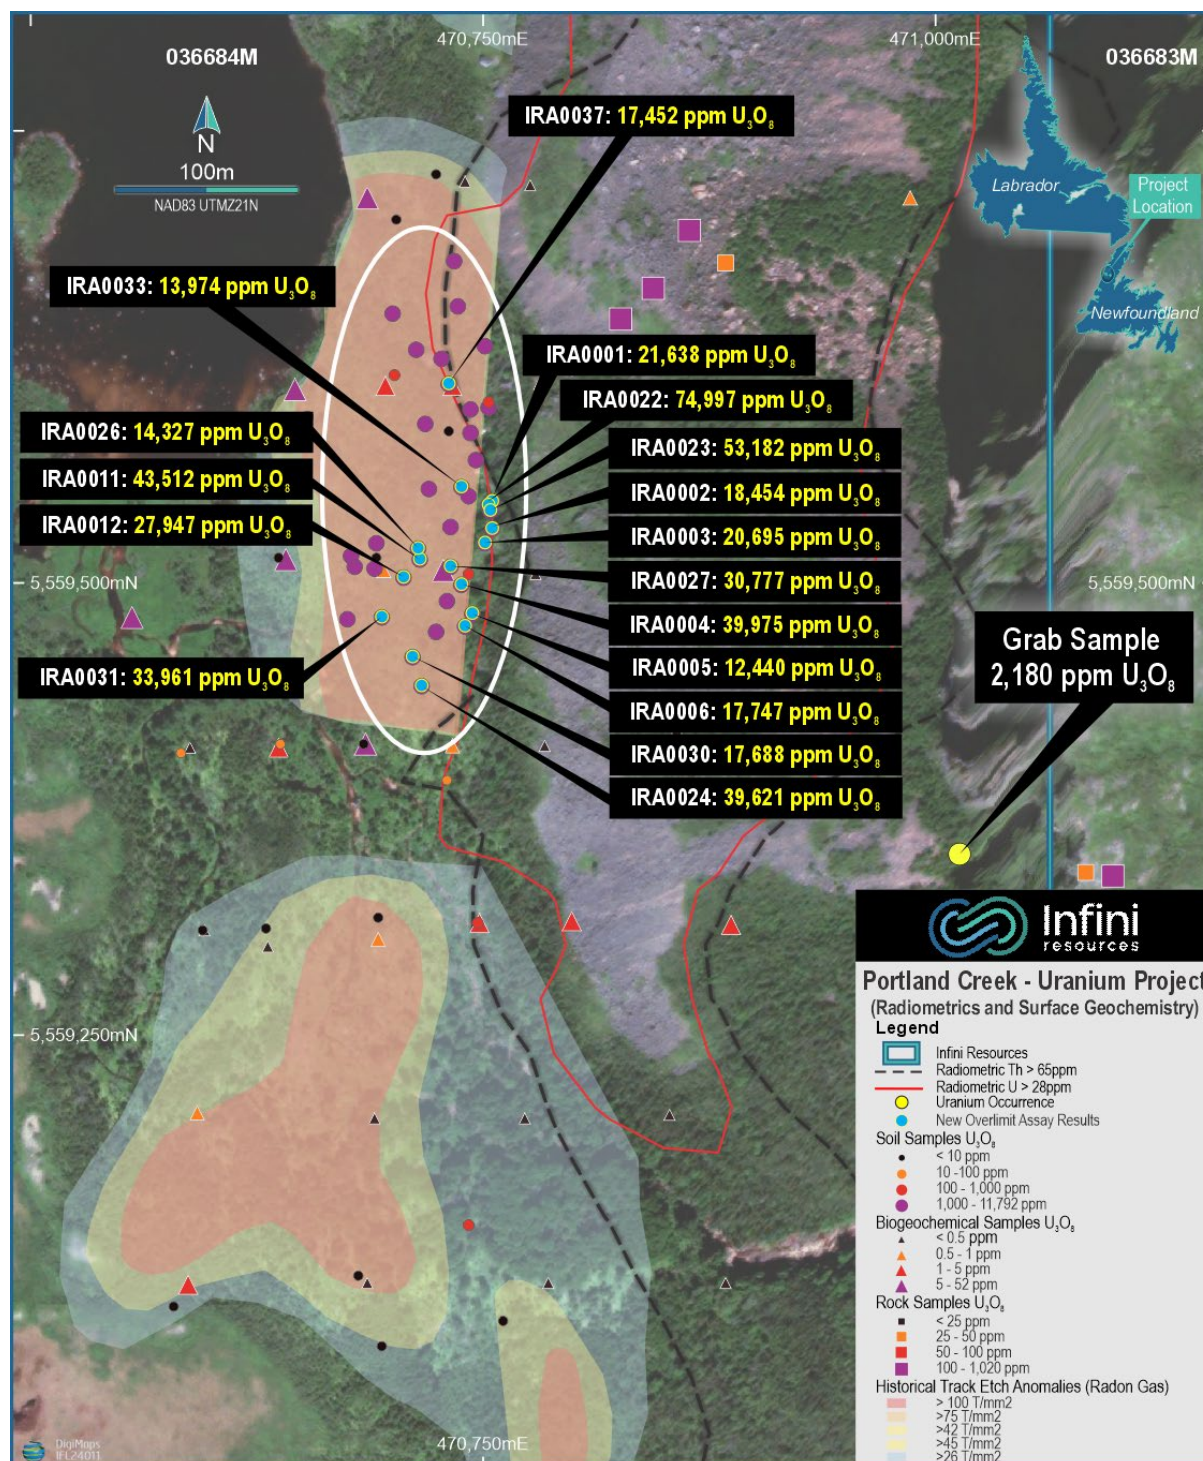 470,750mE
471,000mE
036684M
036683M
N
100m
NAD83 UTMZ21N
IRA0037: 17,452 ppm U₃O₈
Labrador
Project
Location
Newfoundland
IRA0033: 13,974 ppm U₃O₈
IRA0001: 21,638 ppm U₃O₈
IRA0022: 74,997 ppm U₃O₈
IRA0026: 14,327 ppm U₃O₈
IRA0023: 53,182 ppm U₃O₈
IRA0011: 43,512 ppm U₃O₈
IRA0002: 18,454 ppm U₃O₈
IRA0012: 27,947 ppm U₃O₈
IRA0003: 20,695 ppm U₃O₈
IRA0027: 30,777 ppm U₃O₈
5,559,500mN
5,559,500mN
IRA0004: 39,975 ppm U₃O₈
Grab Sample
2,180 ppm U₃O₈
IRA0005: 12,440 ppm U₃O₈
IRA0031: 33,961 ppm U₃O₈
IRA0006: 17,747 ppm U₃O₈
IRA0030: 17,688 ppm U₃O₈
IRA0024: 39,621 ppm U₃O₈
Infini
resources
Portland Creek - Uranium Project
(Radiometrics and Surface Geochemistry)
Legend
Infini Resources
Radiometric Th > 65ppm
Radiometric U > 28ppm
Uranium Occurrence
New Overlimit Assay Results
Soil Samples U₃O₈
< 10 ppm
10 -100 ppm
100 - 1,000 ppm
1,000 - 11,792 ppm
Biogeochemical Samples U₃O₈
< 0.5 ppm
0.5 - 1 ppm
1 - 5 ppm
5 - 52 ppm
Rock Samples U₃O₈
< 25 ppm
25 - 50 ppm
50 - 100 ppm
100 - 1,020 ppm
Historical Track Etch Anomalies (Radon Gas)
> 100 T/mm2
>75 T/mm2
>42 T/mm2
>45 T/mm2
>26 T/mm2
5,559,250mN
470,750mE
DigiMaps
IFL24011